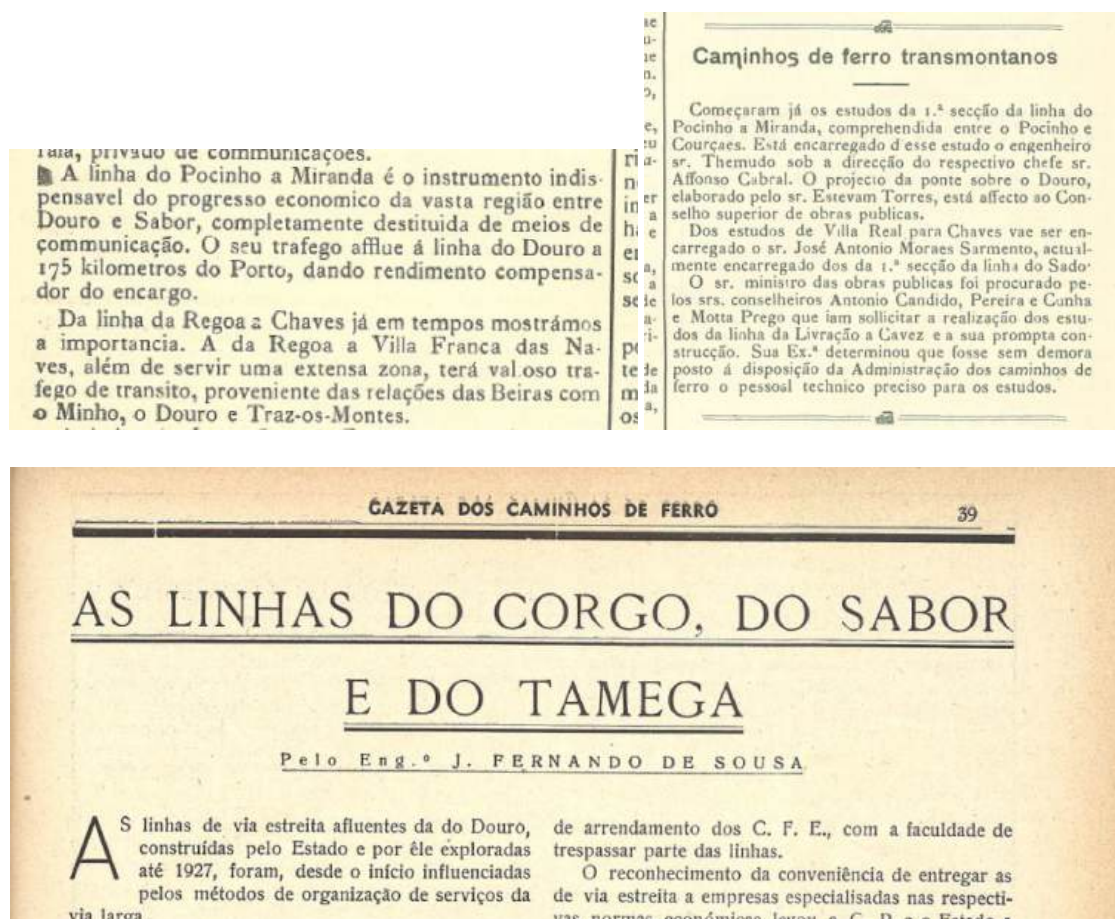 raia, privado de communicações.
A linha do Pocinho a Miranda é o instrumento indis-
pensavel do progresso economico da vasta região entre
Douro e Sabor, completamente destituida de meios de
communicação. O seu trafego afflue á linha do Douro a
175 kilometros do Porto, dando rendimento compensa-
dor do encargo.
Da linha da Regoa a Chaves já em tempos mostrámos
a importancia. A da Regoa a Villa Franca das Na-
ves, além de servir uma extensa zona, terá valioso tra-
fego de transito, proveniente das relações das Beiras com
o Minho, o Douro e Traz-os-Montes.
Caminhos de ferro transmontanos
Começaram já os estudos da 1.ª secção da linha do
Pocinho a Miranda, comprehendida entre o Pocinho e
Courçaes. Está encarregado d esse estudo o engenheiro
sr. Themudo sob a direcção do respectivo chefe sr.
Affonso Cabral. O projecto da ponte sobre o Douro,
elaborado pelo sr. Estevam Torres, está affecto ao Con-
selho superior de obras publicas.
Dos estudos de Villa Real para Chaves vae ser en-
carregado o sr. José Antonio Moraes Sarmento, actual-
mente encarregado dos da 1.ª secção da linha do Sado.
O sr. ministro das obras publicas foi procurado pe-
los srs. conselheiros Antonio Candido, Pereira e Cunha
e Motta Prego que iam sollicitar a realização dos estu-
dos da linha da Livração a Cavez e a sua prompta con-
strucção. Sua Ex.ª determinou que fosse sem demora
posto á disposição da Administração dos caminhos de
ferro o pessoal technico preciso para os estudos.
GAZETA DOS CAMINHOS DE FERRO 39
AS LINHAS DO CORGO, DO SABOR
E DO TAMEGA
Pelo Eng.º J. FERNANDO DE SOUSA
AS linhas de via estreita afluentes da do Douro,
construídas pelo Estado e por êle exploradas
até 1927, foram, desde o início influenciadas
pelos métodos de organização de serviços da
via larga.
de arrendamento dos C. F. E., com a faculdade de
trespassar parte das linhas.
O reconhecimento da conveniência de entregar as
de via estreita a empresas especialisadas nas respecti-
vas normas económicas levou a C. P. e o Estado a